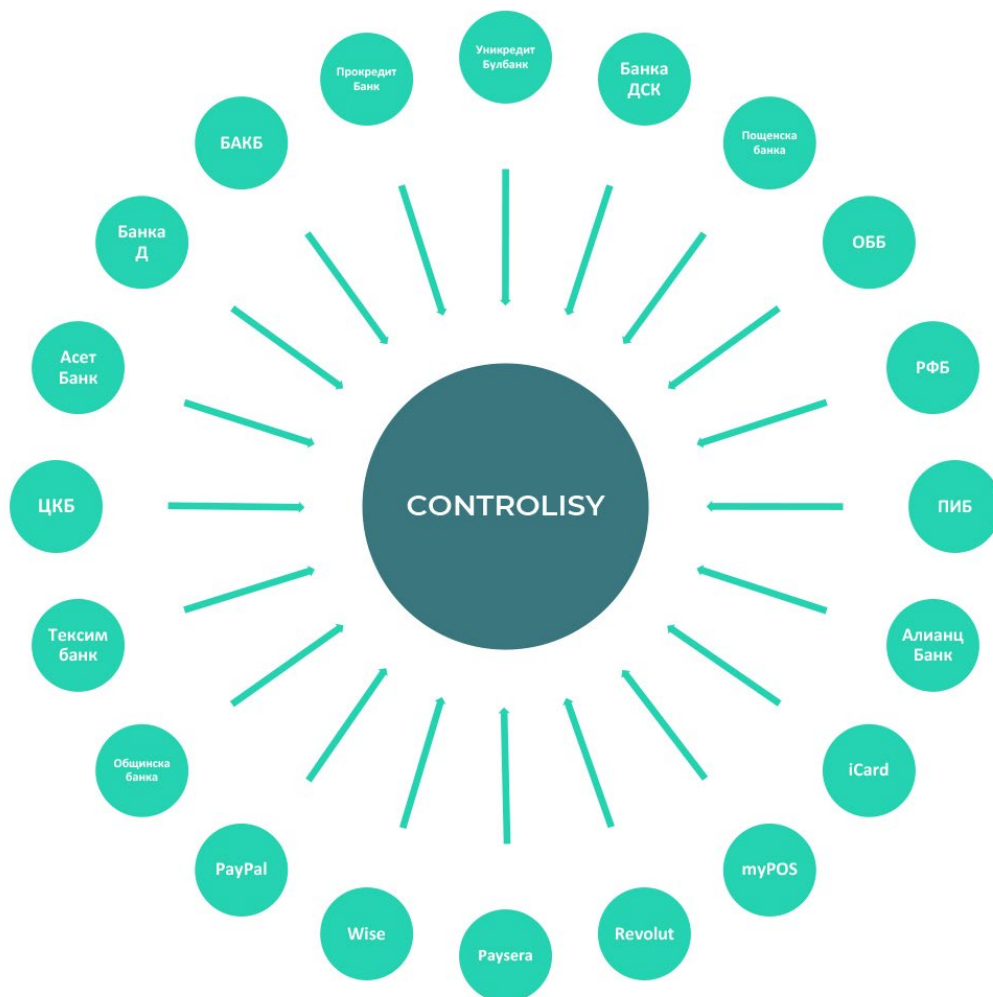 Уникредит
Булбанк
Банка
ДСК
Пощенска
банка
ОББ
РФБ
ПИБ
Алианц
Банк
iCard
myPOS
Revolut
Paysera
Wise
PayPal
Общинска
банка
Тексим
банк
ЦКБ
Асет
Банк
Банка
Д
БАКБ
Прокредит
Банк
CONTROLISY